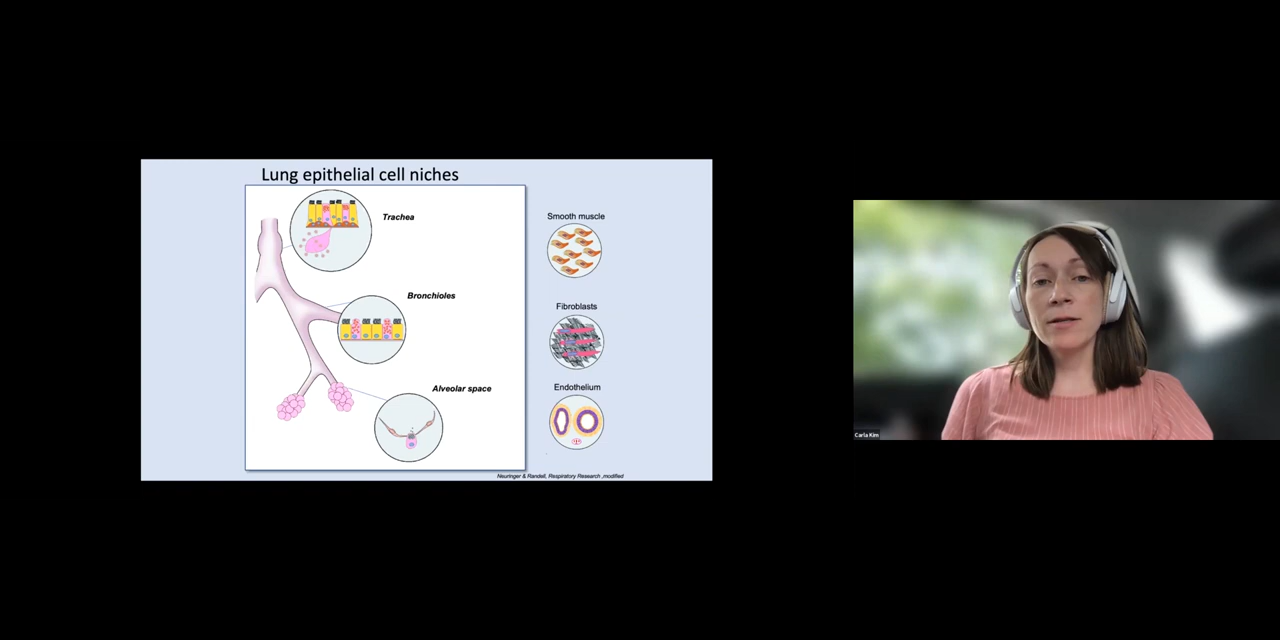 Lung epithelial cell niches
Trachea
Bronchioles
Alveolar space
Smooth muscle
Fibroblasts
Endothelium
Neuringer & Randell, Respiratory Research ,modified
Carla Kim